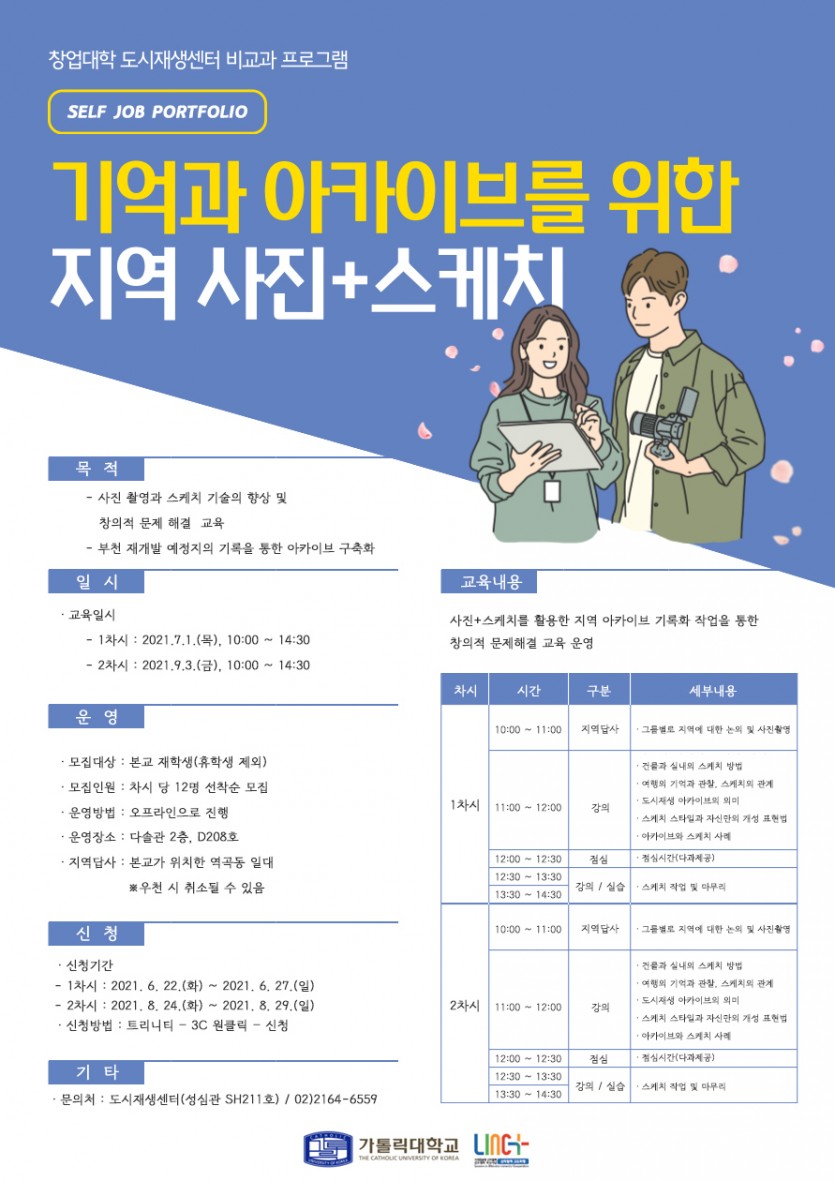 창업대학 도시재생센터 비교과 프로그램
SELF JOB PORTFOLIO
기억과 아카이브를 위한
지역 사진+스케치
목 적
- 사진 촬영과 스케치 기술의 향상 및
창의적 문제 해결 교육
- 부천 재개발 예정지의 기록을 통한 아카이브 구축화
일 시
· 교육일시
- 1차시 : 2021.7.1.(목), 10:00 ~ 14:30
- 2차시 : 2021.9.3.(금), 10:00 ~ 14:30
운 영
· 모집대상 : 본교 재학생(휴학생 제외)
· 모집인원 : 차시 당 12명 선착순 모집
· 운영방법 : 오프라인으로 진행
· 운영장소 : 다솔관 2층, D208호
· 지역답사 : 본교가 위치한 역곡동 일대
※우천 시 취소될 수 있음
신 청
· 신청기간
- 1차시 : 2021. 6. 22.(화) ~ 2021. 6. 27.(일)
- 2차시 : 2021. 8. 24.(화) ~ 2021. 8. 29.(일)
· 신청방법 : 트리니티 - 3C 원클릭 - 신청
기 타
· 문의처 : 도시재생센터(성심관 SH211호) / 02)2164-6559
교육내용
사진+스케치를 활용한 지역 아카이브 기록화 작업을 통한
창의적 문제해결 교육 운영
차시 시간 구분 세부내용
1차시
10:00 ~ 11:00 지역답사 · 그룹별로 지역에 대한 논의 및 사진촬영
11:00 ~ 12:00 강의
· 건물과 실내의 스케치 방법
· 여행의 기억과 관찰, 스케치의 관계
· 도시재생 아카이브의 의미
· 스케치 스타일과 자신만의 개성 표현법
· 아카이브와 스케치 사례
12:00 ~ 12:30 점심 · 점심시간(다과제공)
12:30 ~ 13:30
13:30 ~ 14:30
강의 / 실습 · 스케치 작업 및 마무리
2차시
10:00 ~ 11:00 지역답사 · 그룹별로 지역에 대한 논의 및 사진촬영
11:00 ~ 12:00 강의
· 건물과 실내의 스케치 방법
· 여행의 기억과 관찰, 스케치의 관계
· 도시재생 아카이브의 의미
· 스케치 스타일과 자신만의 개성 표현법
· 아카이브와 스케치 사례
12:00 ~ 12:30 점심 · 점심시간(다과제공)
12:30 ~ 13:30
13:30 ~ 14:30
강의 / 실습 · 스케치 작업 및 마무리
가톨릭대학교
THE CATHOLIC UNIVERSITY OF KOREA
LINC+